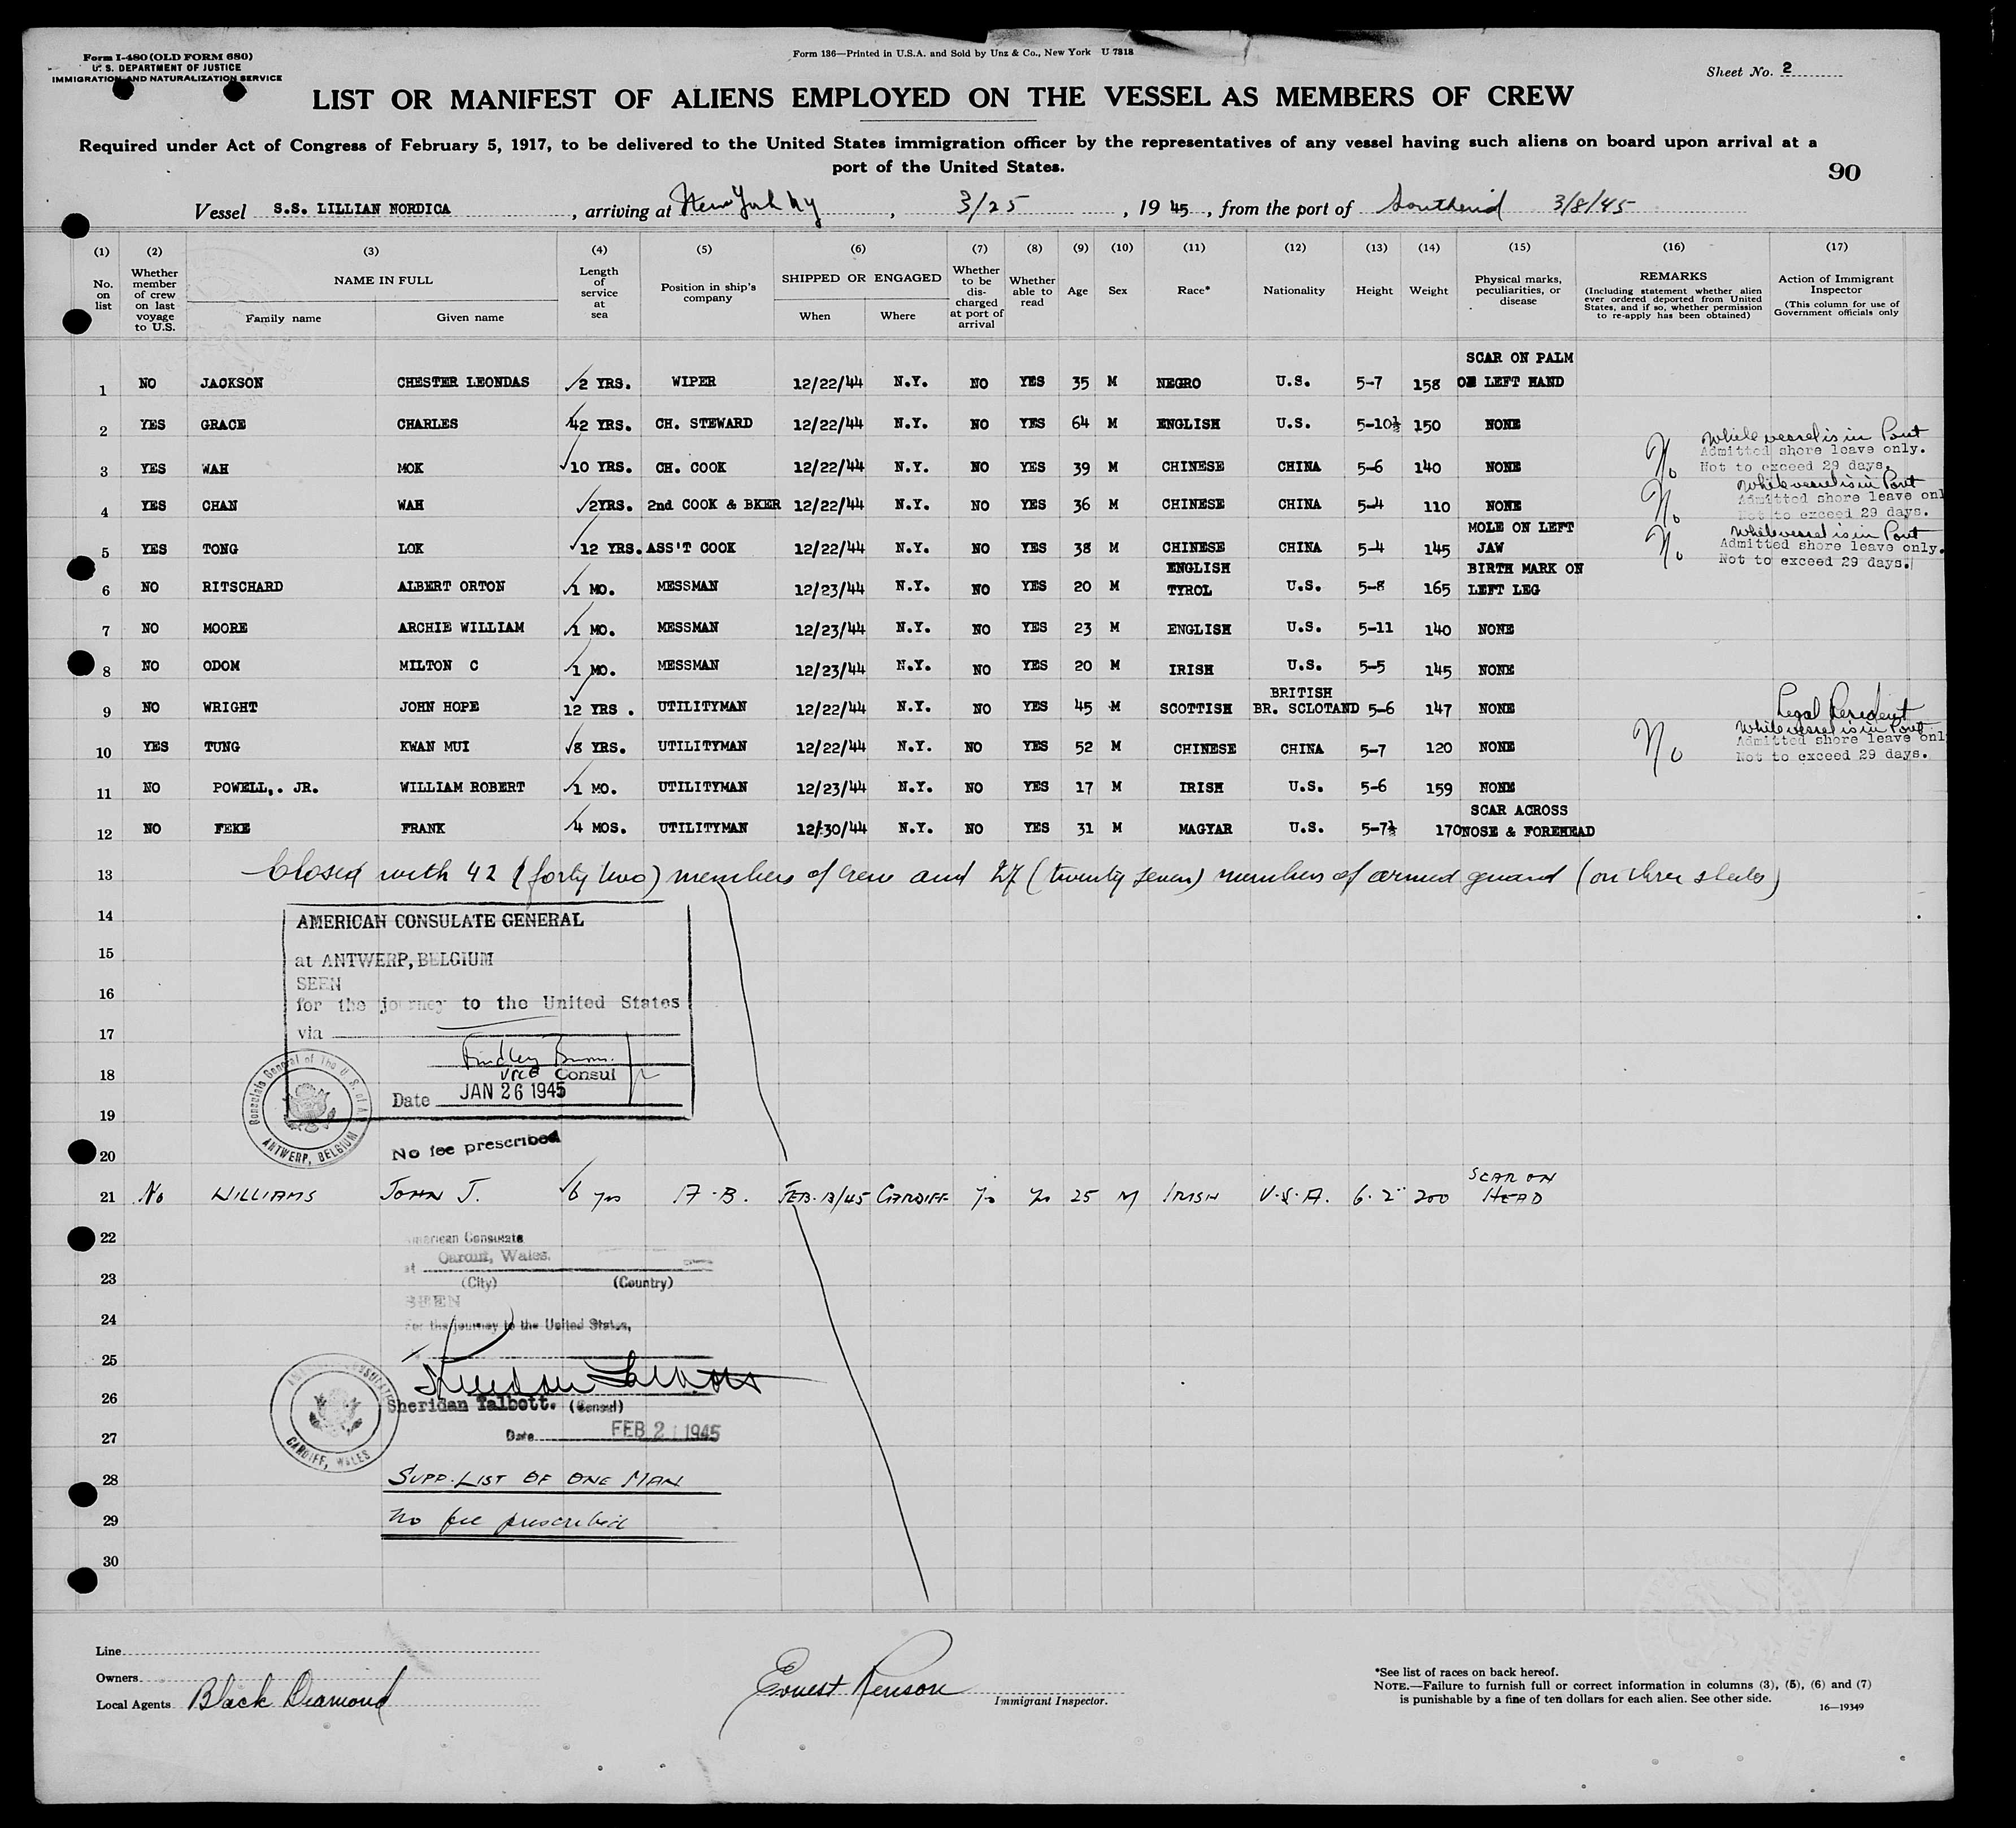 Form I-480 (OLD FORM 680)
U. S. DEPARTMENT OF JUSTICE
IMMIGRATION AND NATURALIZATION SERVICE
Form 136—Printed in U.S.A. and Sold by Unz & Co., New York U 7318
Sheet No. 2
LIST OR MANIFEST OF ALIENS EMPLOYED ON THE VESSEL AS MEMBERS OF CREW
Required under Act of Congress of February 5, 1917, to be delivered to the United States immigration officer by the representatives of any vessel having such aliens on board upon arrival at a
port of the United States.
90
Vessel S.S. LILLIAN NORDICA, arriving at New York NY, 3/25, 19 45, from the port of Southend 3/8/45
(1) (2) (3) (4) (5) (6) (7) (8) (9) (10) (11) (12) (13) (14) (15) (16) (17)
No. on list
Whether member of crew on last voyage to U.S.
NAME IN FULL
Family name
Given name
Length of service at sea
Position in ship's company
SHIPPED OR ENGAGED
When
Where
Whether to be discharged at port of arrival
Whether able to read
Age
Sex
Race*
Nationality
Height
Weight
Physical marks, peculiarities, or disease
REMARKS
(Including statement whether alien ever ordered deported from United States, and if so, whether permission to re-apply has been obtained)
Action of Immigrant Inspector
(This column for use of Government officials only
1 NO JACKSON CHESTER LEONDAS 2 YRS. WIPER 12/22/44 N.Y. NO YES 35 M NEGRO U.S. 5-7 158 SCAR ON PALM OF LEFT HAND
2 YES GRACE CHARLES 42 YRS. CH. STEWARD 12/22/44 N.Y. NO YES 64 M ENGLISH U.S. 5-10½ 150 NONE
3 YES WAH MOK 10 YRS. CH. COOK 12/22/44 N.Y. NO YES 39 M CHINESE CHINA 5-6 140 NONE No While vessel is in Port Admitted shore leave only. Not to exceed 29 days.
4 YES CHAN WAH 2YRS. 2nd COOK & BKER 12/22/44 N.Y. NO YES 36 M CHINESE CHINA 5-4 110 NONE No While vessel is in Port Admitted shore leave onl Not to exceed 29 days.
5 YES TONG LOK 12 YRS. ASS'T COOK 12/22/44 N.Y. NO YES 38 M CHINESE CHINA 5-4 145 MOLE ON LEFT JAW No While vessel is in Port Admitted shore leave only. Not to exceed 29 days.
6 NO RITSCHARD ALBERT ORTON 1 MO. MESSMAN 12/23/44 N.Y. NO YES 20 M ENGLISH TYROL U.S. 5-8 165 BIRTH MARK ON LEFT LEG
7 NO MOORE ARCHIE WILLIAM 1 MO. MESSMAN 12/23/44 N.Y. NO YES 23 M ENGLISH U.S. 5-11 140 NONE
8 NO ODOM MILTON C 1 MO. MESSMAN 12/23/44 N.Y. NO YES 20 M IRISH U.S. 5-5 145 NONE
9 NO WRIGHT JOHN HOPE 12 YRS . UTILITYMAN 12/22/44 N.Y. NO YES 45 M SCOTTISH BRITISH BR. SCLOTAND 5-6 147 NONE Legal Resident
10 YES TUNG KWAN MUI 8 YRS. UTILITYMAN 12/22/44 N.Y. NO YES 52 M CHINESE CHINA 5-7 120 NONE No While vessel is in Port Admitted shore leave onl Not to exceed 29 days.
11 NO POWELL,. JR. WILLIAM ROBERT 1 MO. UTILITYMAN 12/23/44 N.Y. NO YES 17 M IRISH U.S. 5-6 159 NONE
12 NO FEKE FRANK 4 MOS. UTILITYMAN 12/30/44 N.Y. NO YES 31 M MAGYAR U.S. 5-7½ 170 SCAR ACROSS NOSE & FOREHEAD
13 Closed with 42 (forty two) members of crew and 27 (twenty seven) members of armed guard (on three sheets)
14
AMERICAN CONSULATE GENERAL
15 at ANTWERP, BELGIUM
SEEN
16 for the journey to the United States
17 via
18 Vice Consul
Date JAN 26 1945
Consulate General of The U. S. of A.
ANTWERP, BELGIUM
19
No fee prescribed
20
21 No WILLIAMS JOHN J. 6 yrs A.B. FEB. 13/45 CARDIFF Yes 25 M IRISH U.S.A. 6-2" 200 SCAR ON HEAD
22 American Consulate
at Cardiff, Wales.
23 (City) (Country)
SEEN
24 For the journey to the United States,
25
26 Sheridan Talbott. (Consul)
27 Date FEB 21 1945
CARDIFF, WALES
28 SUPP. LIST OF ONE MAN
29 No fee prescribed
30
Line
Owners
Local Agents Black Diamond
Ernest Renson
Immigrant Inspector.
*See list of races on back hereof.
NOTE.—Failure to furnish full or correct information in columns (3), (5), (6) and (7)
is punishable by a fine of ten dollars for each alien. See other side.
16—19349